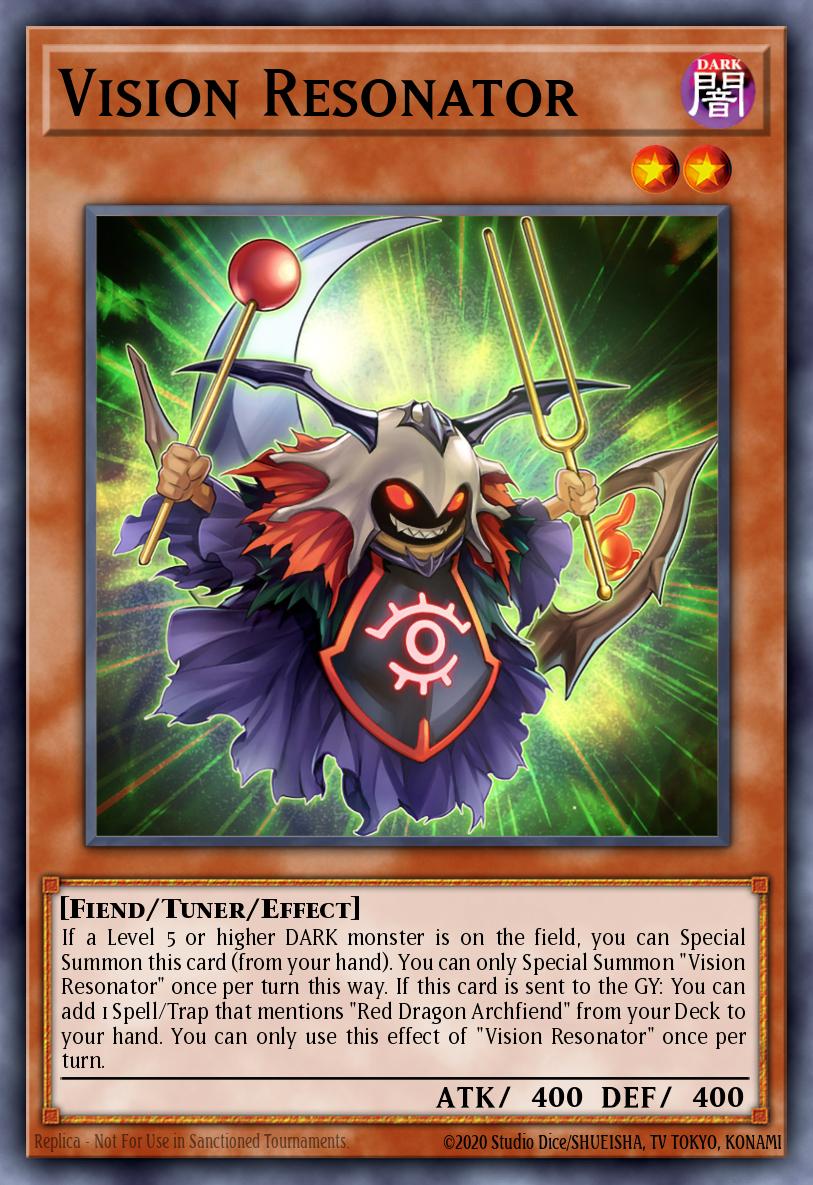 Vision Resonator
DARK
闇
[Fiend/Tuner/Effect]
If a Level 5 or higher DARK monster is on the field, you can Special
Summon this card (from your hand). You can only Special Summon "Vision
Resonator" once per turn this way. If this card is sent to the GY: You can
add 1 Spell/Trap that mentions "Red Dragon Archfiend" from your Deck to
your hand. You can only use this effect of "Vision Resonator" once per
turn.
ATK/ 400 DEF/ 400
Replica - Not For Use in Sanctioned Tournaments.
©2020 Studio Dice/SHUEISHA, TV TOKYO, KONAMI